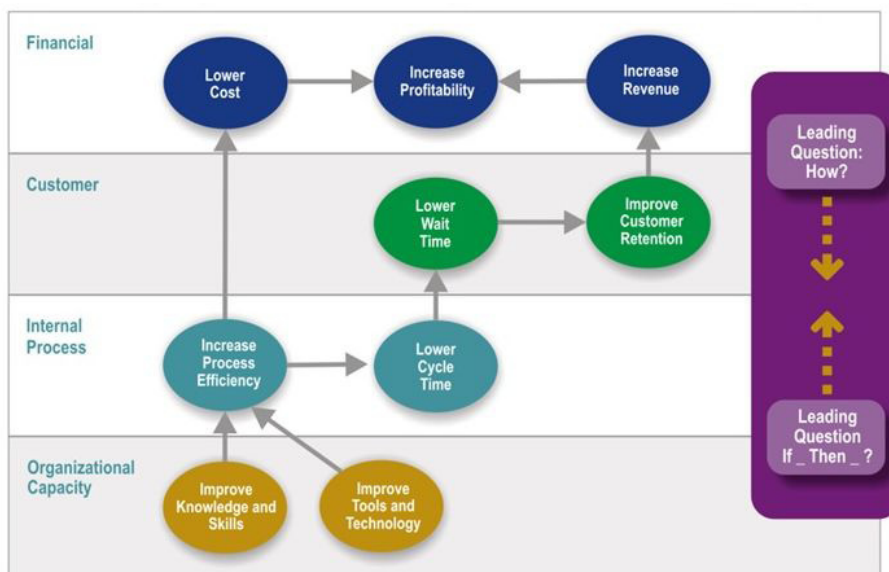 Financial
Lower
Cost
Increase
Profitability
Increase
Revenue
Customer
Lower
Wait
Time
Improve
Customer
Retention
Internal
Process
Increase
Process
Efficiency
Lower
Cycle
Time
Organizational
Capacity
Improve
Knowledge and
Skills
Improve
Tools and
Technology
Leading
Question:
How?
Leading
Question
If _ Then _ ?